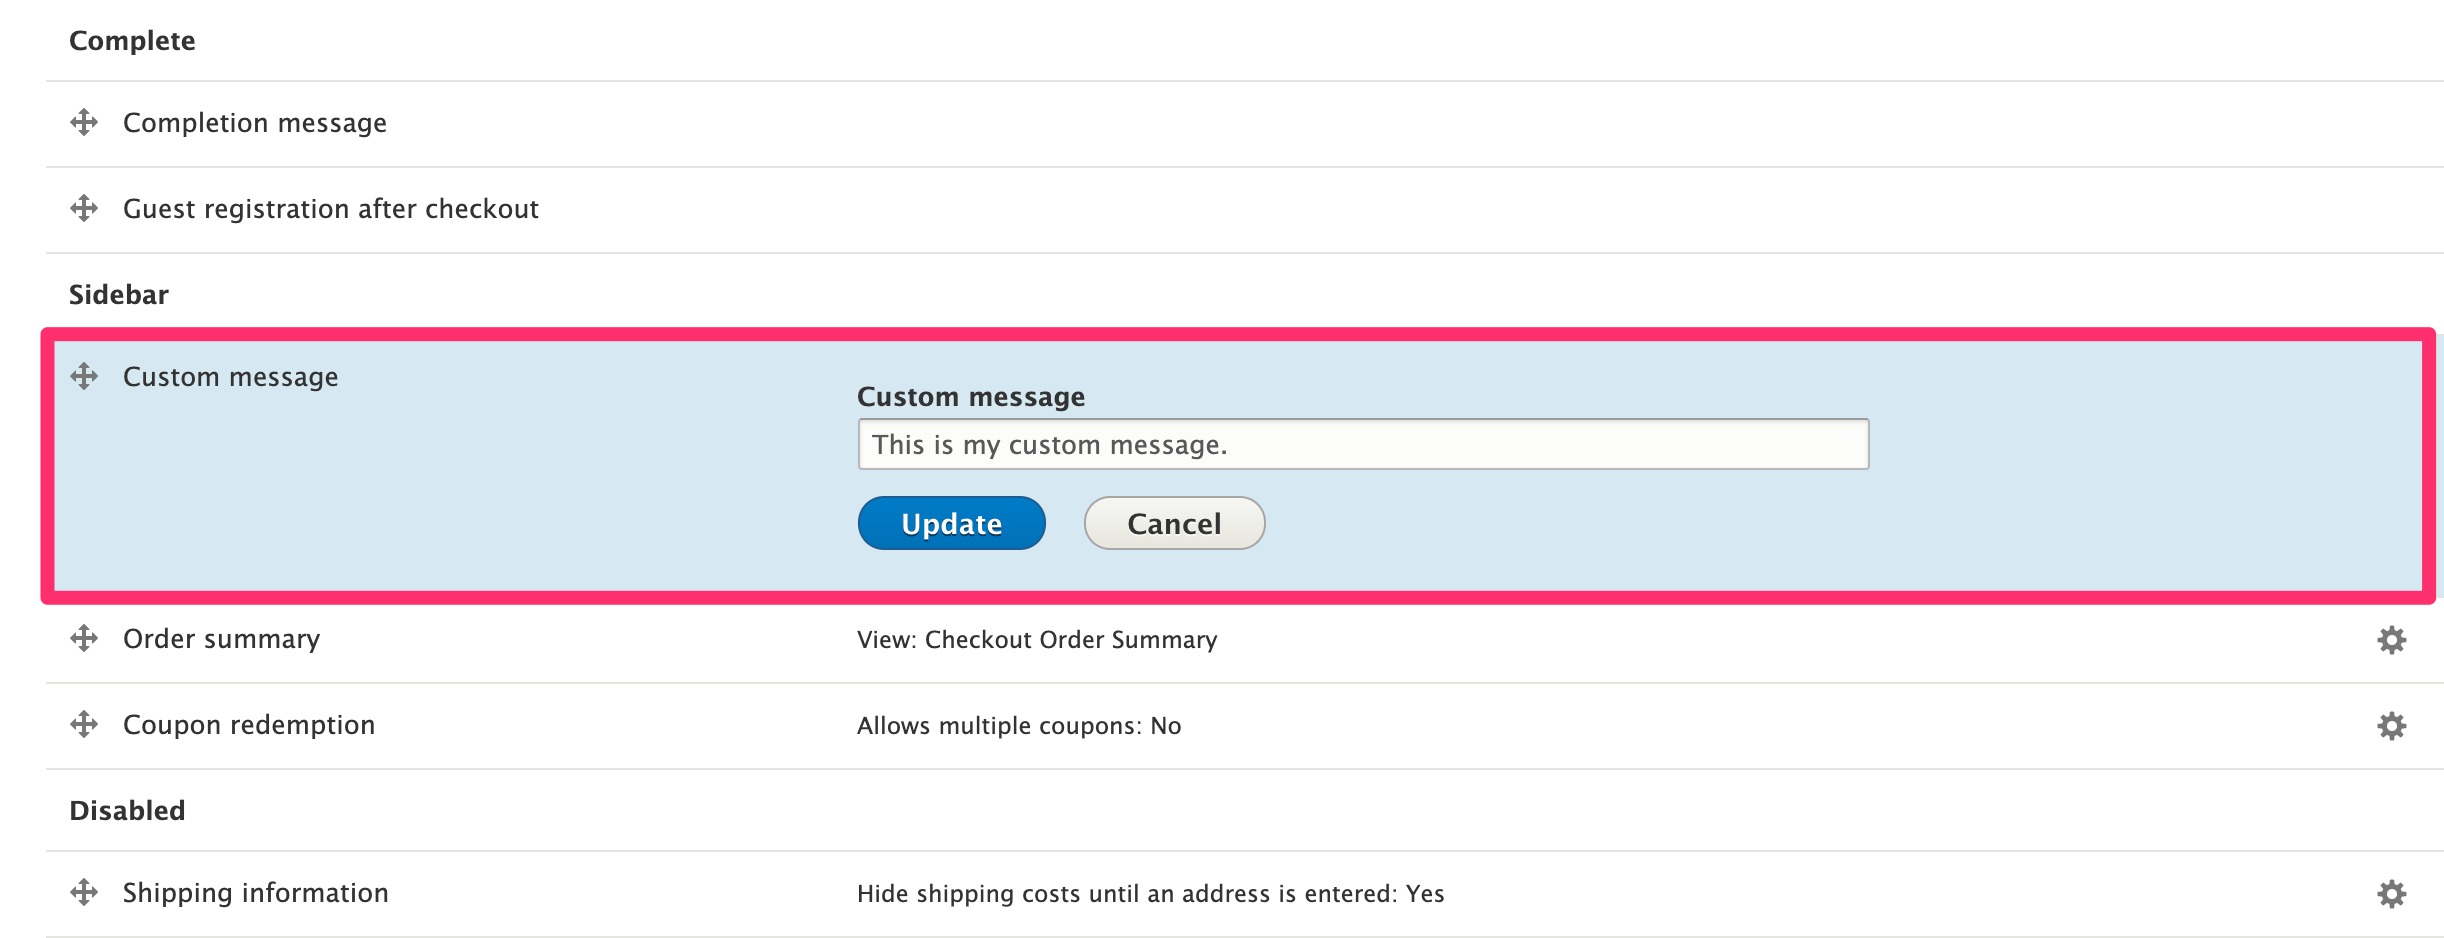 Complete
Completion message
Guest registration after checkout
Sidebar
Custom message
Custom message
This is my custom message.
Update Cancel
Order summary View: Checkout Order Summary
Coupon redemption Allows multiple coupons: No
Disabled
Shipping information Hide shipping costs until an address is entered: Yes